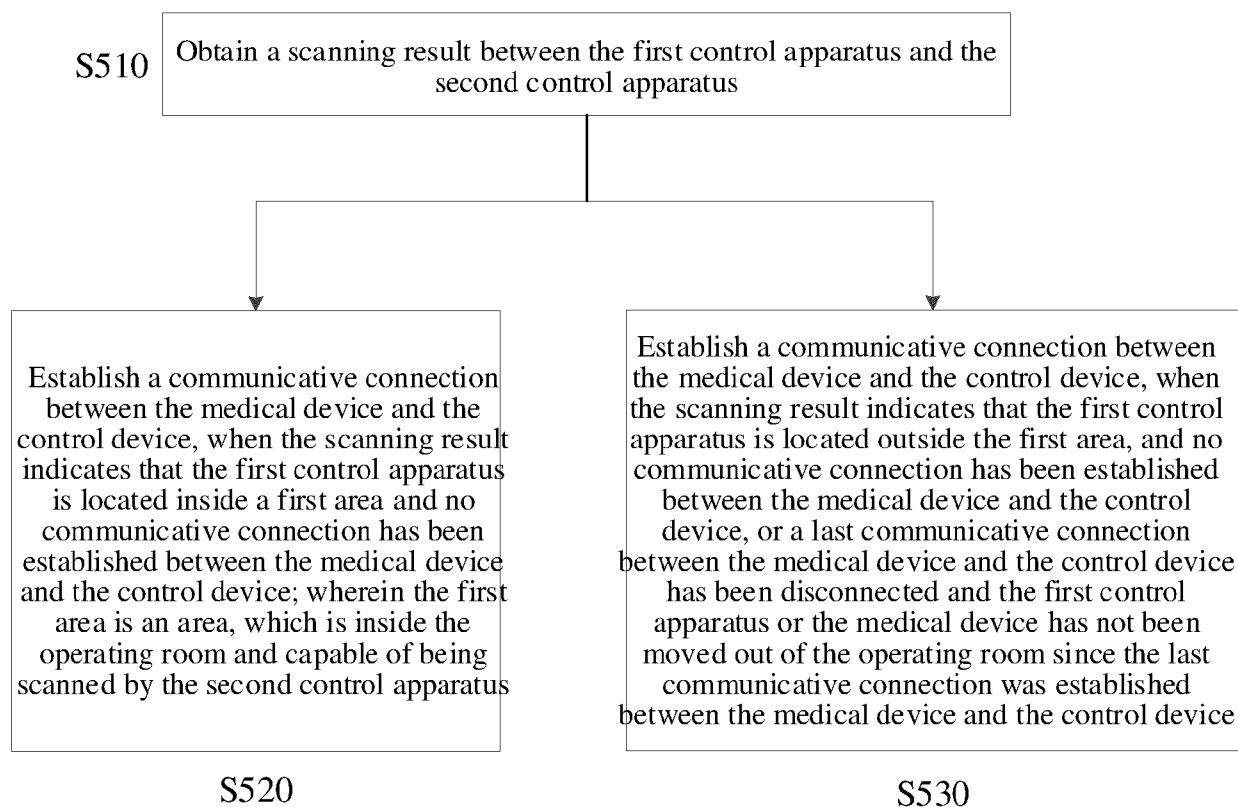 S510
Obtain a scanning result between the first control apparatus and the
second control apparatus
Establish a communicative connection
between the medical device and the
control device, when the scanning result
indicates that the first control apparatus
is located inside a first area and no
communicative connection has been
established between the medical device
and the control device; wherein the first
area is an area, which is inside the
operating room and capable of being
scanned by the second control apparatus
S520
Establish a communicative connection between
the medical device and the control device, when
the scanning result indicates that the first control
apparatus is located outside the first area, and no
communicative connection has been established
between the medical device and the control
device, or a last communicative connection
between the medical device and the control device
has been disconnected and the first control
apparatus or the medical device has not been
moved out of the operating room since the last
communicative connection was established
between the medical device and the control device
S530